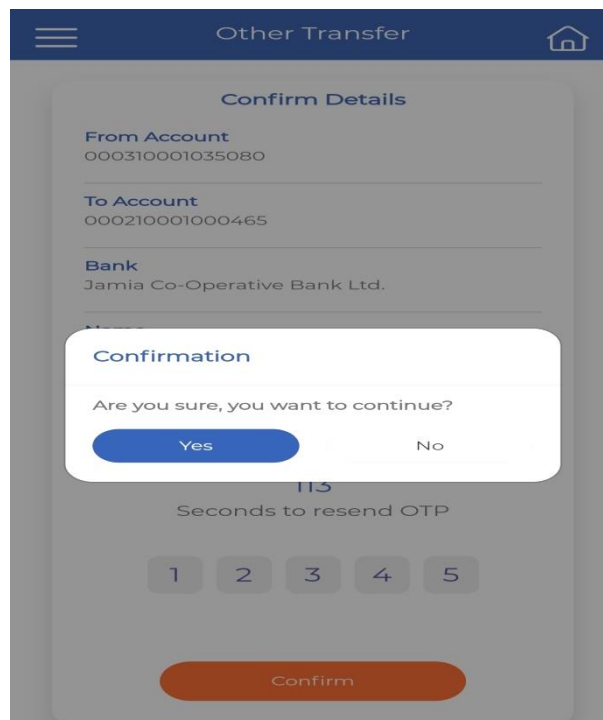 Other Transfer
Confirm Details
From Account
000310001035080
To Account
000210001000465
Bank
Jamia Co-Operative Bank Ltd.
Confirmation
Are you sure, you want to continue?
Yes No
113
Seconds to resend OTP
1 2 3 4 5
Confirm